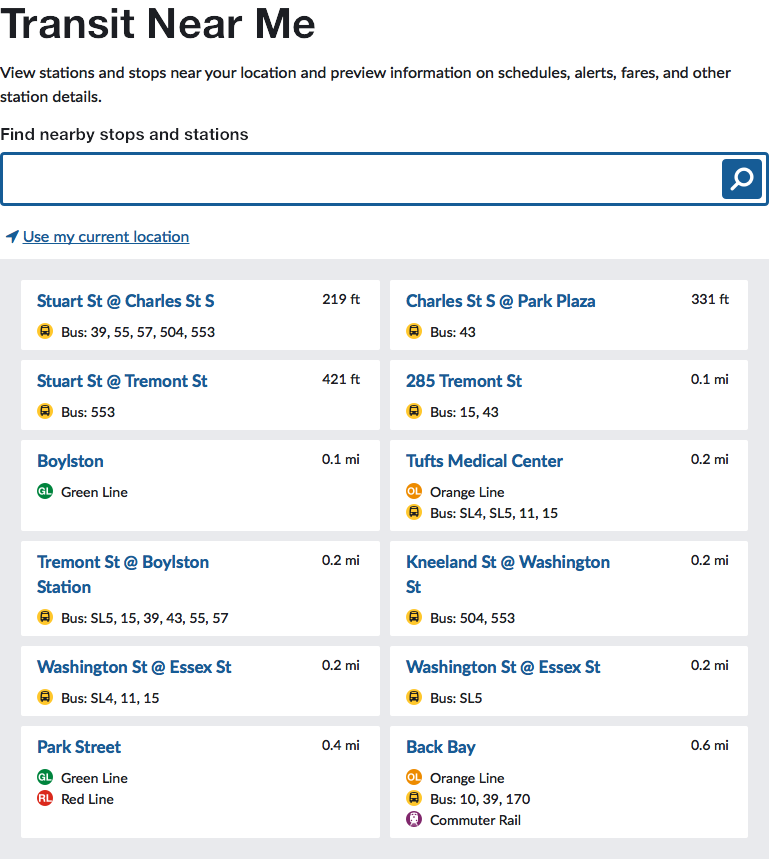 Transit Near Me
View stations and stops near your location and preview information on schedules, alerts, fares, and other
station details.
Find nearby stops and stations
Use my current location
Stuart St @ Charles St S 219 ft
Bus: 39, 55, 57, 504, 553
Charles St S @ Park Plaza 331 ft
Bus: 43
Stuart St @ Tremont St 421 ft
Bus: 553
285 Tremont St 0.1 mi
Bus: 15, 43
Boylston 0.1 mi
GL Green Line
Tufts Medical Center 0.2 mi
OL Orange Line
Bus: SL4, SL5, 11, 15
Tremont St @ Boylston 0.2 mi
Station
Bus: SL5, 15, 39, 43, 55, 57
Kneeland St @ Washington 0.2 mi
St
Bus: 504, 553
Washington St @ Essex St 0.2 mi
Bus: SL4, 11, 15
Washington St @ Essex St 0.2 mi
Bus: SL5
Park Street 0.4 mi
GL Green Line
RL Red Line
Back Bay 0.6 mi
OL Orange Line
Bus: 10, 39, 170
Commuter Rail